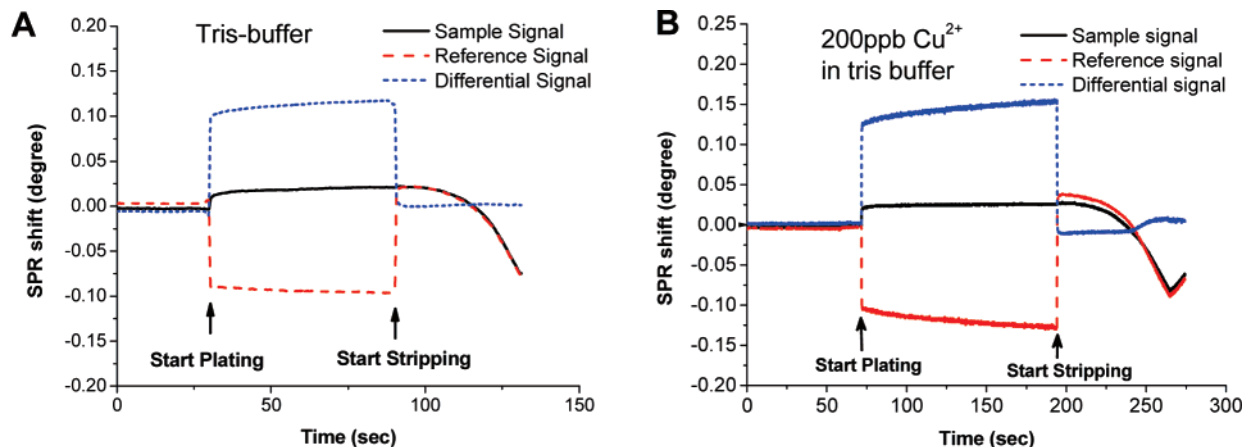 A
Tris-buffer
Sample Signal
Reference Signal
Differential Signal
SPR shift (degree)
0.20
0.15
0.10
0.05
0.00
-0.05
-0.10
-0.15
-0.20
Start Plating
Start Stripping
0
50
100
150
Time (sec)
B
200ppb Cu²⁺
in tris buffer
Sample signal
Reference signal
Differential signal
SPR shift (degree)
0.25
0.20
0.15
0.10
0.05
0.00
-0.05
-0.10
-0.15
-0.20
Start Plating
Start Stripping
0
50
100
150
200
250
300
Time (sec)